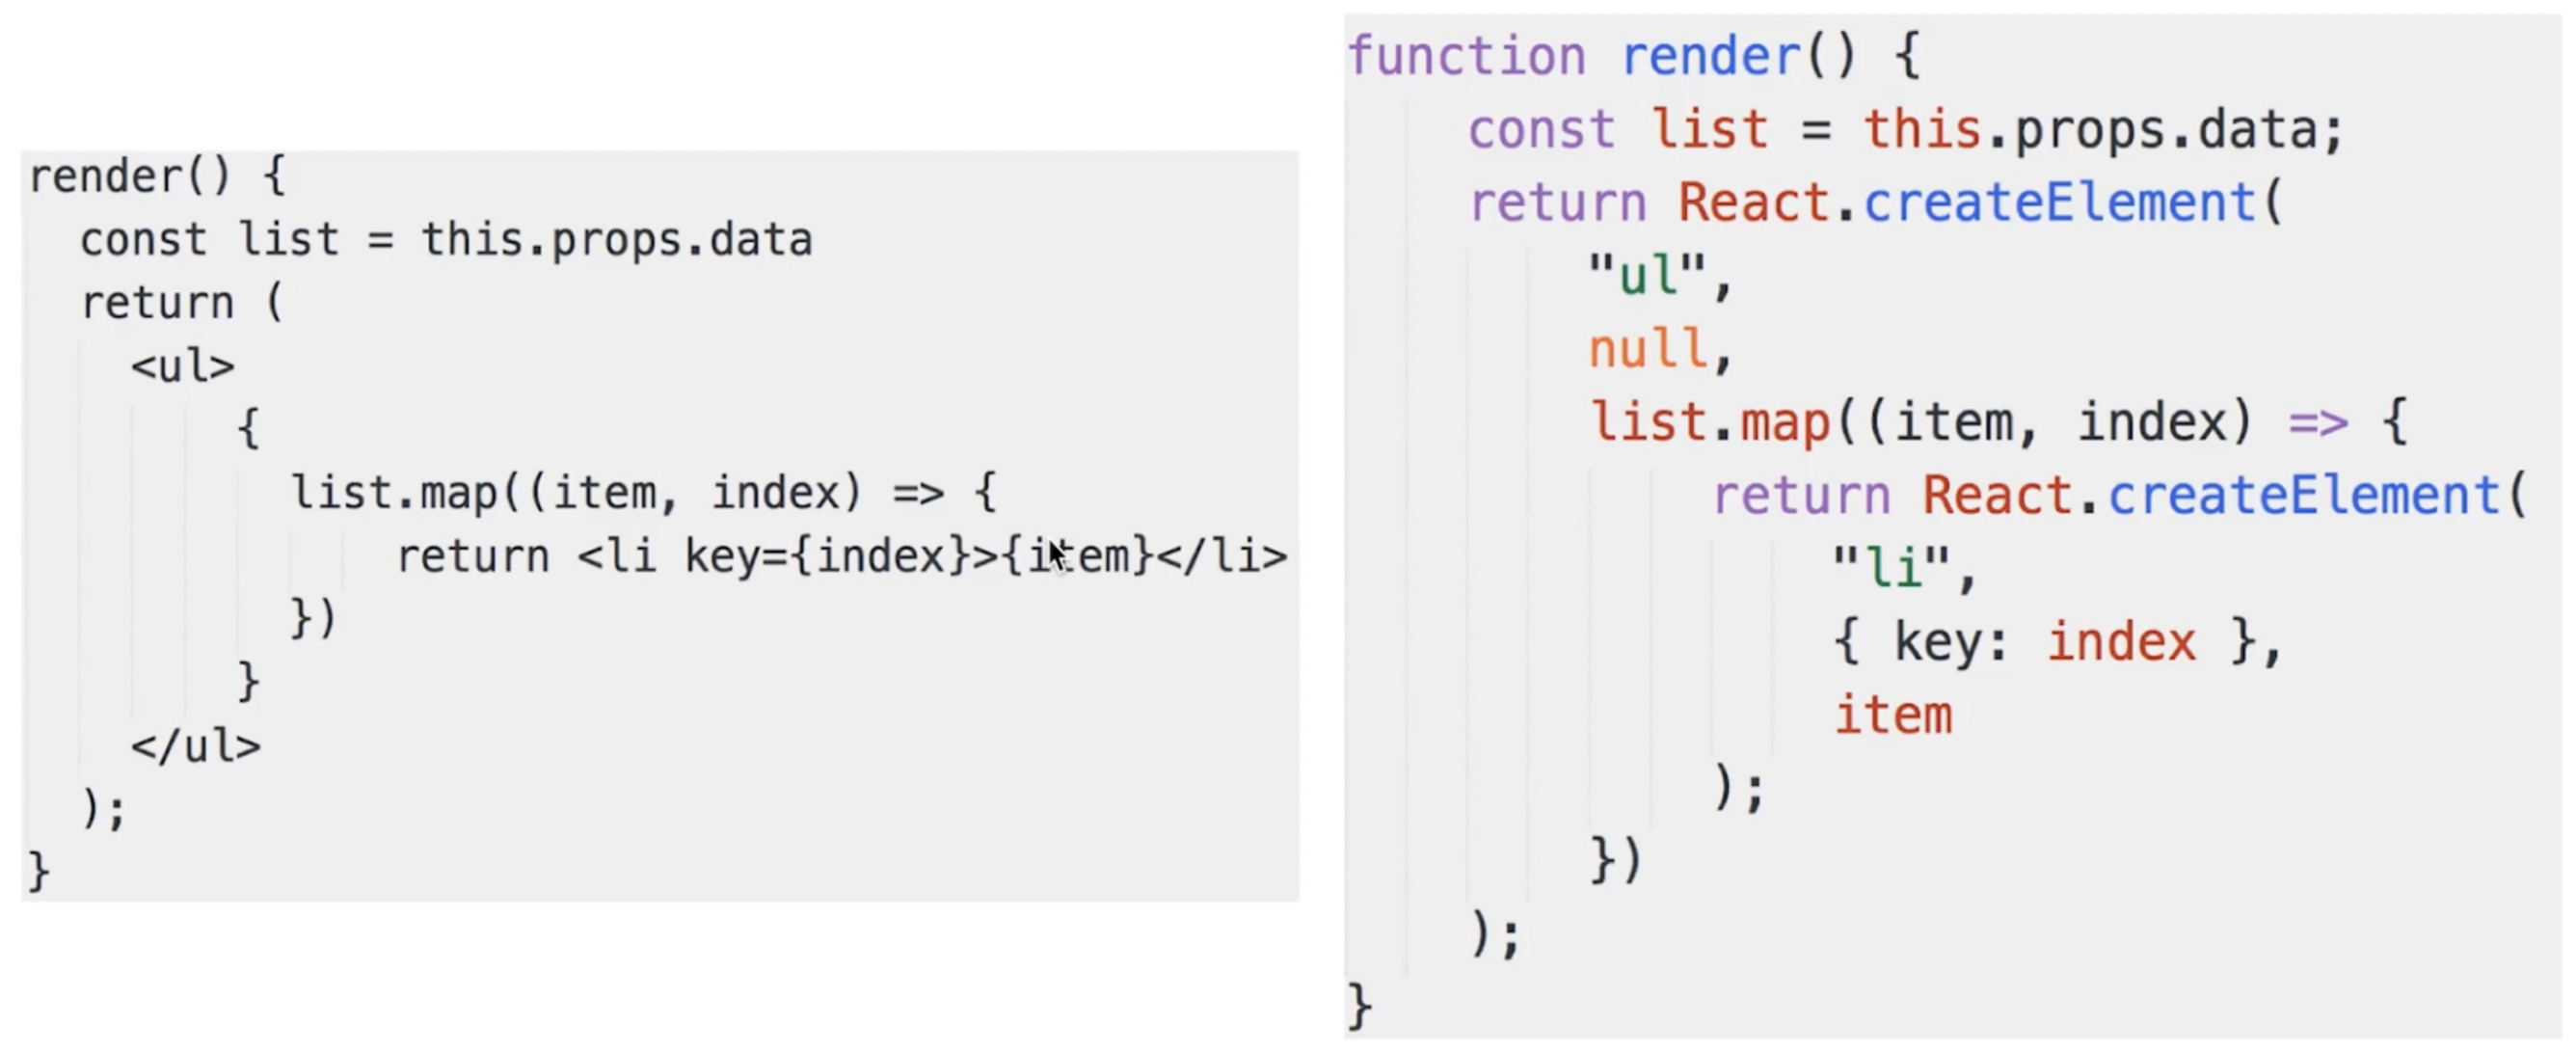 render() {
const list = this.props.data
return (
<ul>
{
list.map((item, index) => {
return <li key={index}>{item}</li>
})
}
</ul>
);
}
function render() {
const list = this.props.data;
return React.createElement(
"ul",
null,
list.map((item, index) => {
return React.createElement(
"li",
{ key: index },
item
);
})
);
}